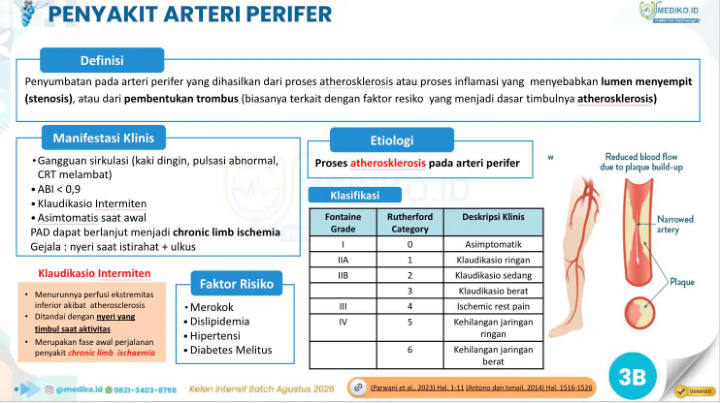 PENYAKIT ARTERI PERIFER
MEDIKO.ID
Definisi
Penyumbatan pada arteri perifer yang dihasilkan dari proses atherosklerosis atau proses inflamasi yang menyebabkan lumen menyempit
(stenosis), atau dari pembentukan trombus (biasanya terkait dengan faktor resiko yang menjadi dasar timbulnya atherosklerosis)
Manifestasi Klinis
• Gangguan sirkulasi (kaki dingin, pulsasi abnormal,
CRT melambat)
• ABI < 0,9
• Klaudikasio Intermiten
• Asimtomatis saat awal
PAD dapat berlanjut menjadi chronic limb ischemia
Gejala : nyeri saat istirahat + ulkus
Etiologi
Proses atherosklerosis pada arteri perifer
Klasifikasi
Fontaine Rutherford Deskripsi Klinis
Grade Category
I 0 Asimptomatik
IIA 1 Klaudikasio ringan
IIB 2 Klaudikasio sedang
3 Klaudikasio berat
III 4 Ischemic rest pain
IV 5 Kehilangan jaringan
ringan
6 Kehilangan jaringan
berat
w
Reduced blood flow
due to plaque build-up
Narrowed
artery
Plaque
Klaudikasio Intermiten
• Menurunnya perfusi ekstremitas
inferior akibat atherosclerosis
• Ditandai dengan nyeri yang
timbul saat aktivitas
• Merupakan fase awal perjalanan
penyakit chronic limb ischaemia
Faktor Risiko
• Merokok
• Dislipidemia
• Hipertensi
• Diabetes Melitus
3B
@mediko.id 0821-3403-8768 Kelon Intensif Batch Agustus 2026
(Parwani et al., 2023) Hal. 1-11 (Antono dan Ismail, 2014) Hal. 1516-1526